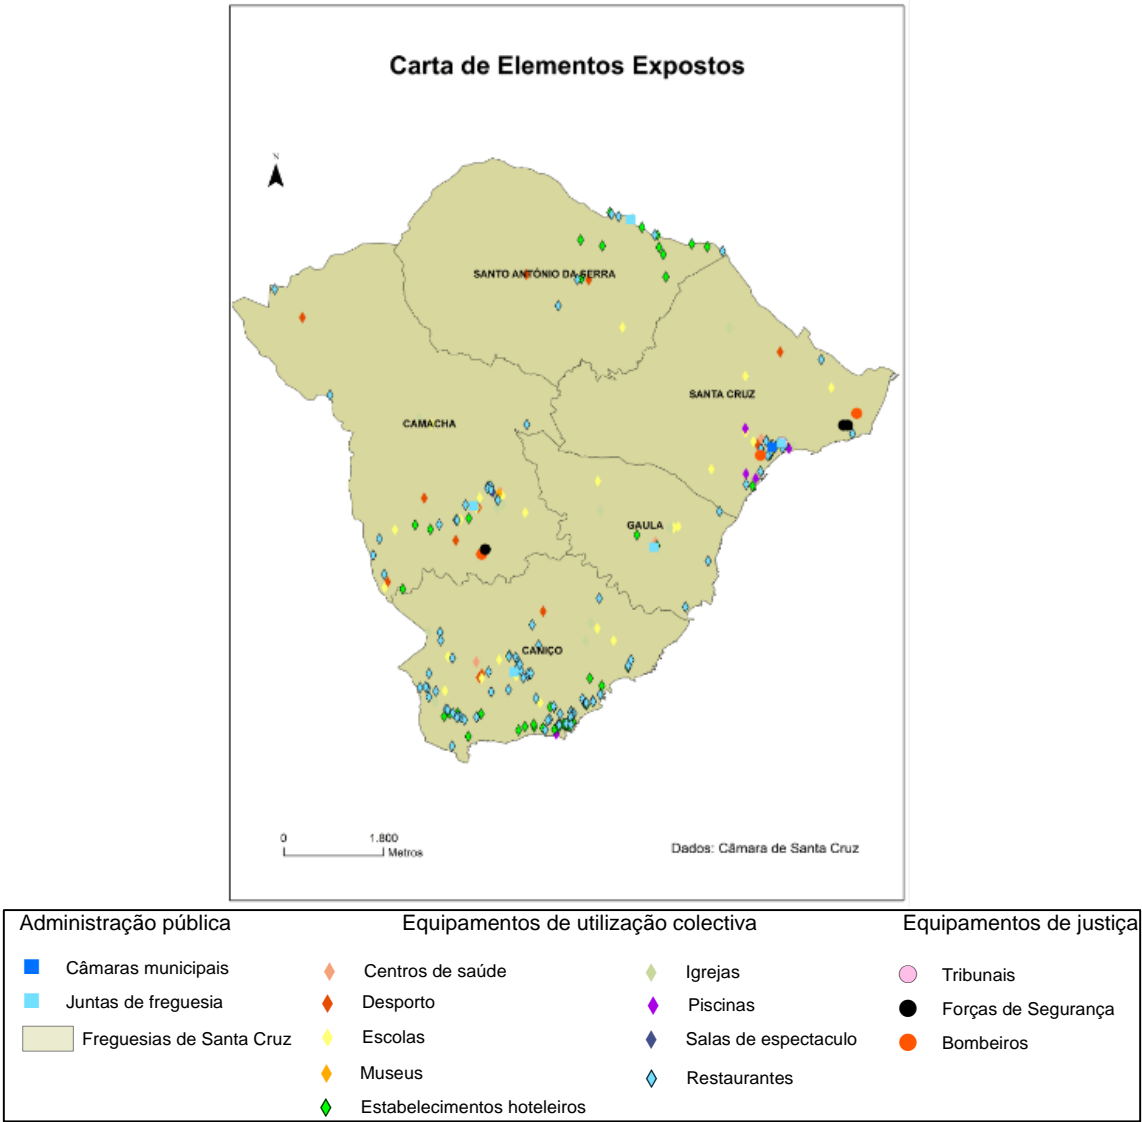 Carta de Elementos Expostos
N
SANTO ANTÓNIO DA SERRA
SANTA CRUZ
CAMACHA
GAULA
CANIÇO
0 1.800
Metros
Dados: Câmara de Santa Cruz
Administração pública
Câmaras municipais
Juntas de freguesia
Freguesias de Santa Cruz
Equipamentos de utilização colectiva
Centros de saúde
Desporto
Escolas
Museus
Estabelecimentos hoteleiros
Igrejas
Piscinas
Salas de espectaculo
Restaurantes
Equipamentos de justiça
Tribunais
Forças de Segurança
Bombeiros